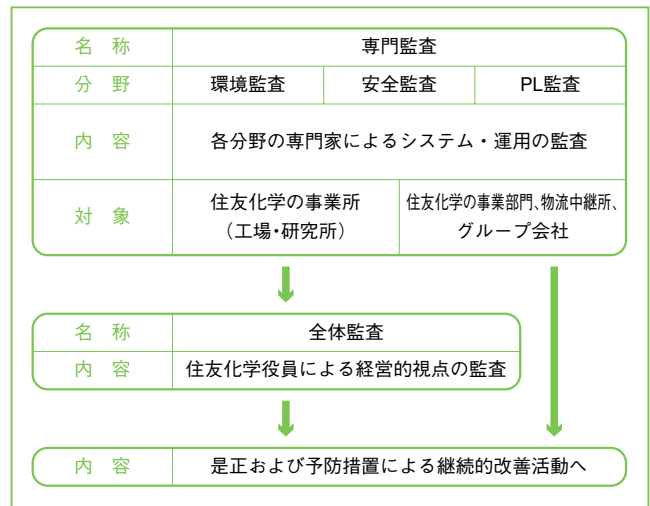 名 称 専門監査
分 野 環境監査 安全監査 PL監査
内 容 各分野の専門家によるシステム・運用の監査
対 象 住友化学の事業所 住友化学の事業部門、物流中継所、
（工場・研究所） グループ会社
名 称 全体監査
内 容 住友化学役員による経営的視点の監査
内 容 是正および予防措置による継続的改善活動へ